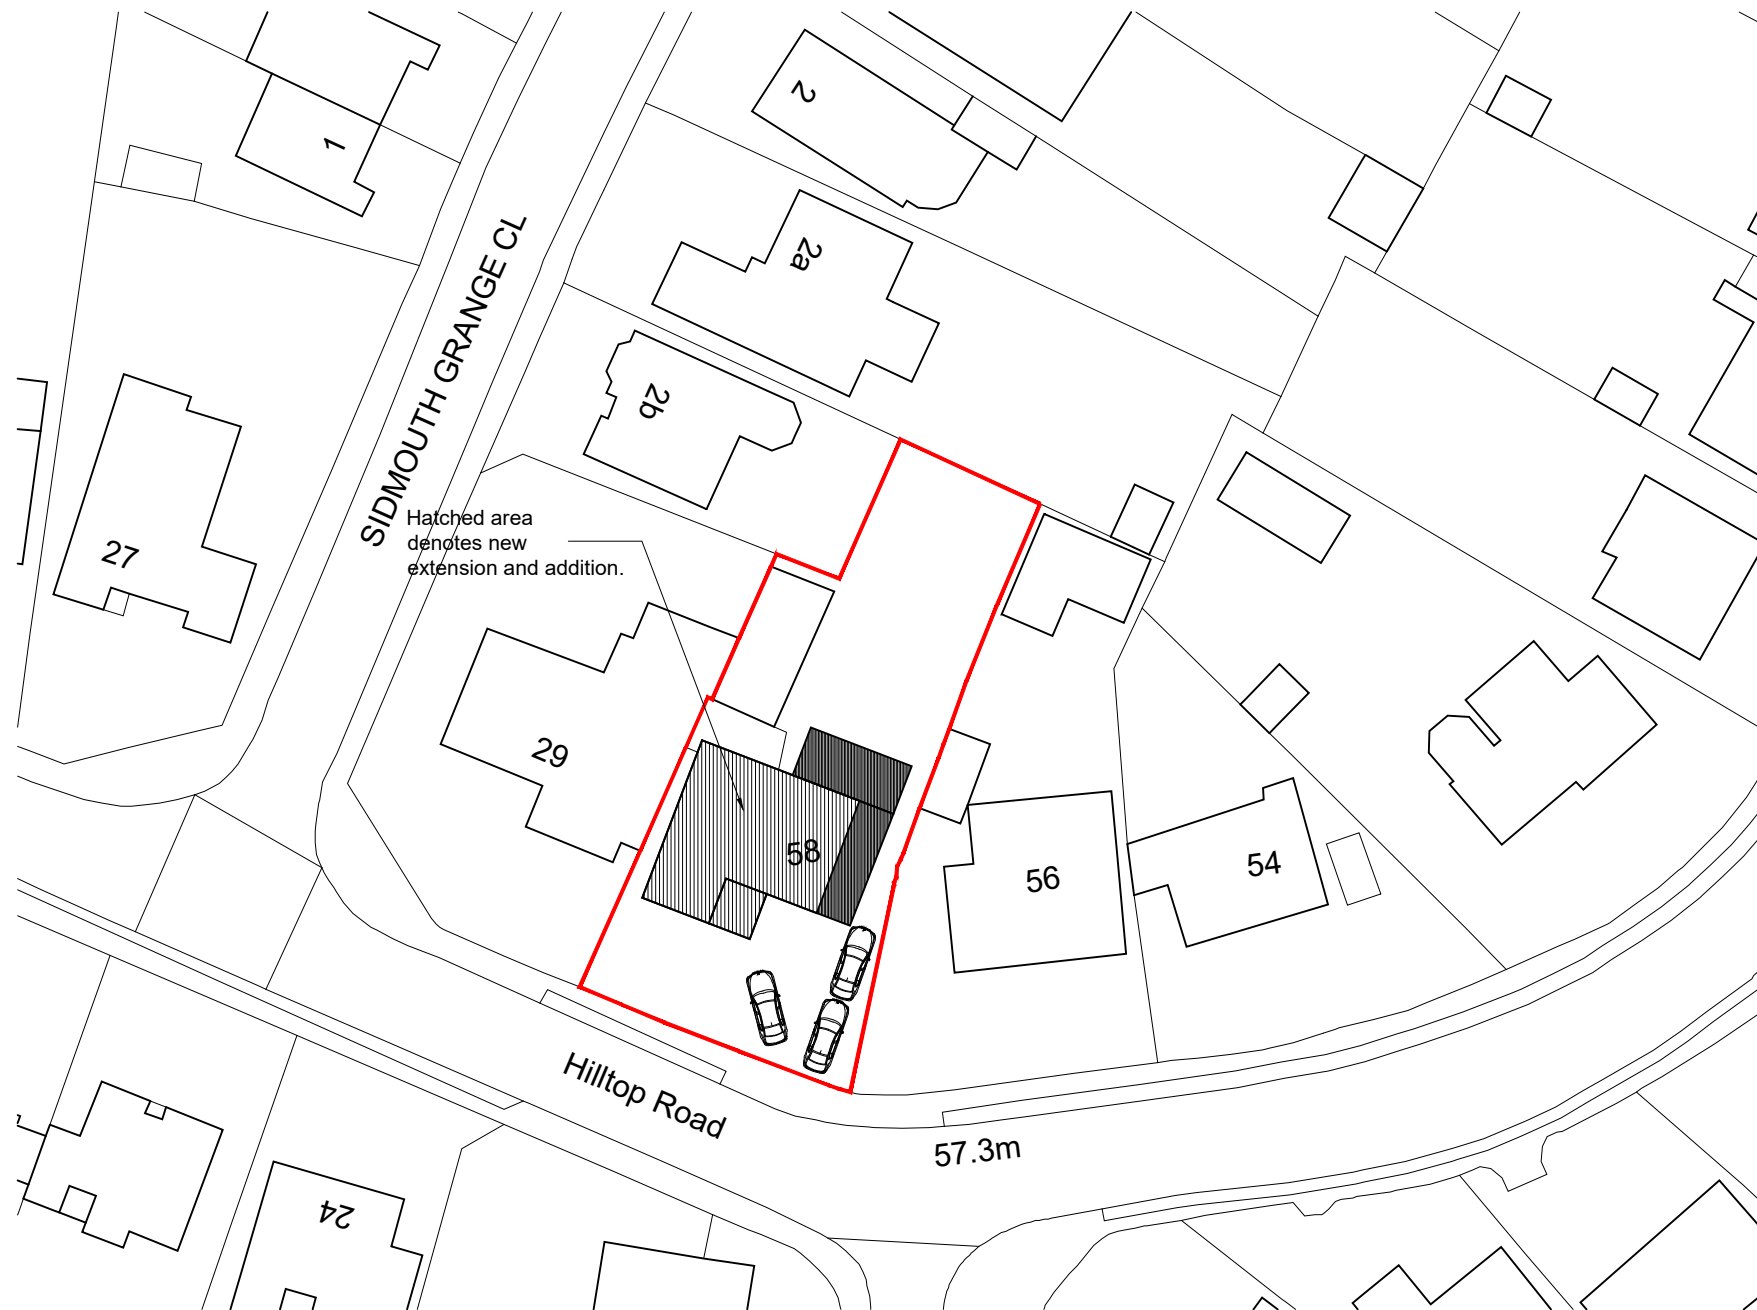 2
1
2a
SIDMOUTH GRANGE CL
2b
Hatched area
denotes new
extension and addition.
27
29
58
56
54
Hilltop Road
57.3m
24